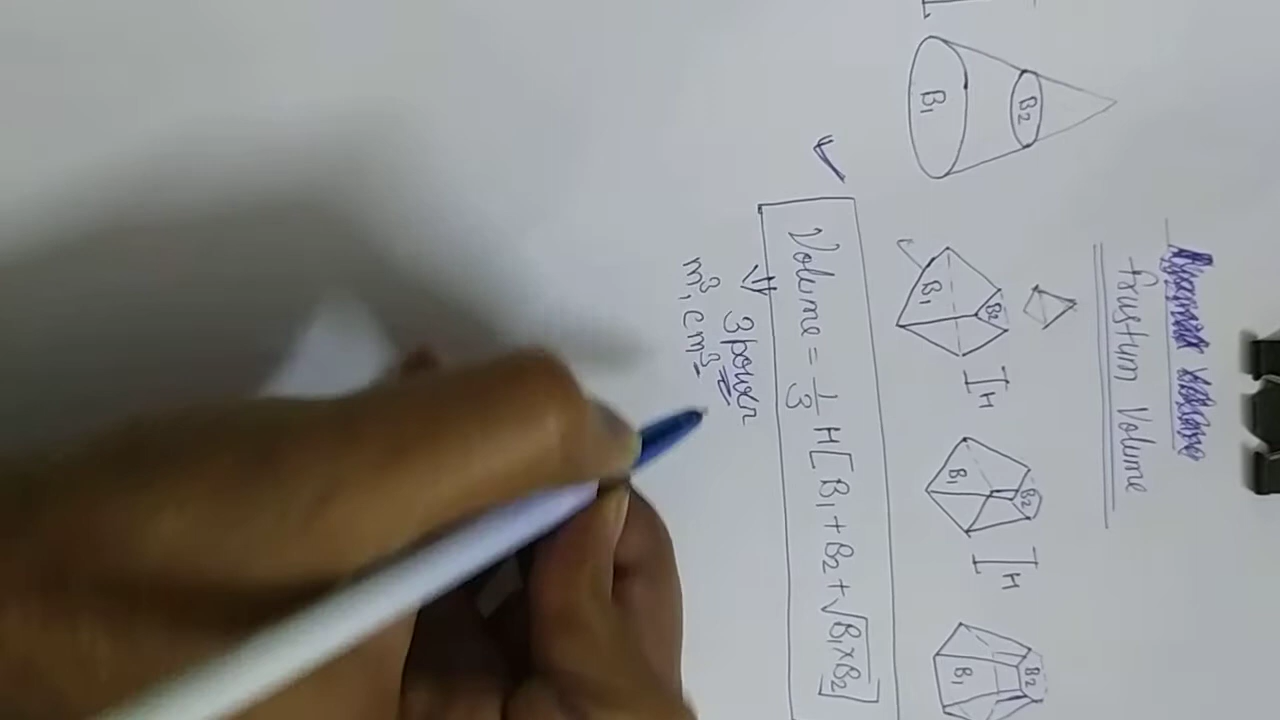 Frustum Volume
B1 B2
B1 B2 H
B1 B2 H
B1 B2
Volume = 1/3 H [B1 + B2 + √B1×B2]
⇓ 3 power
m³, cm³